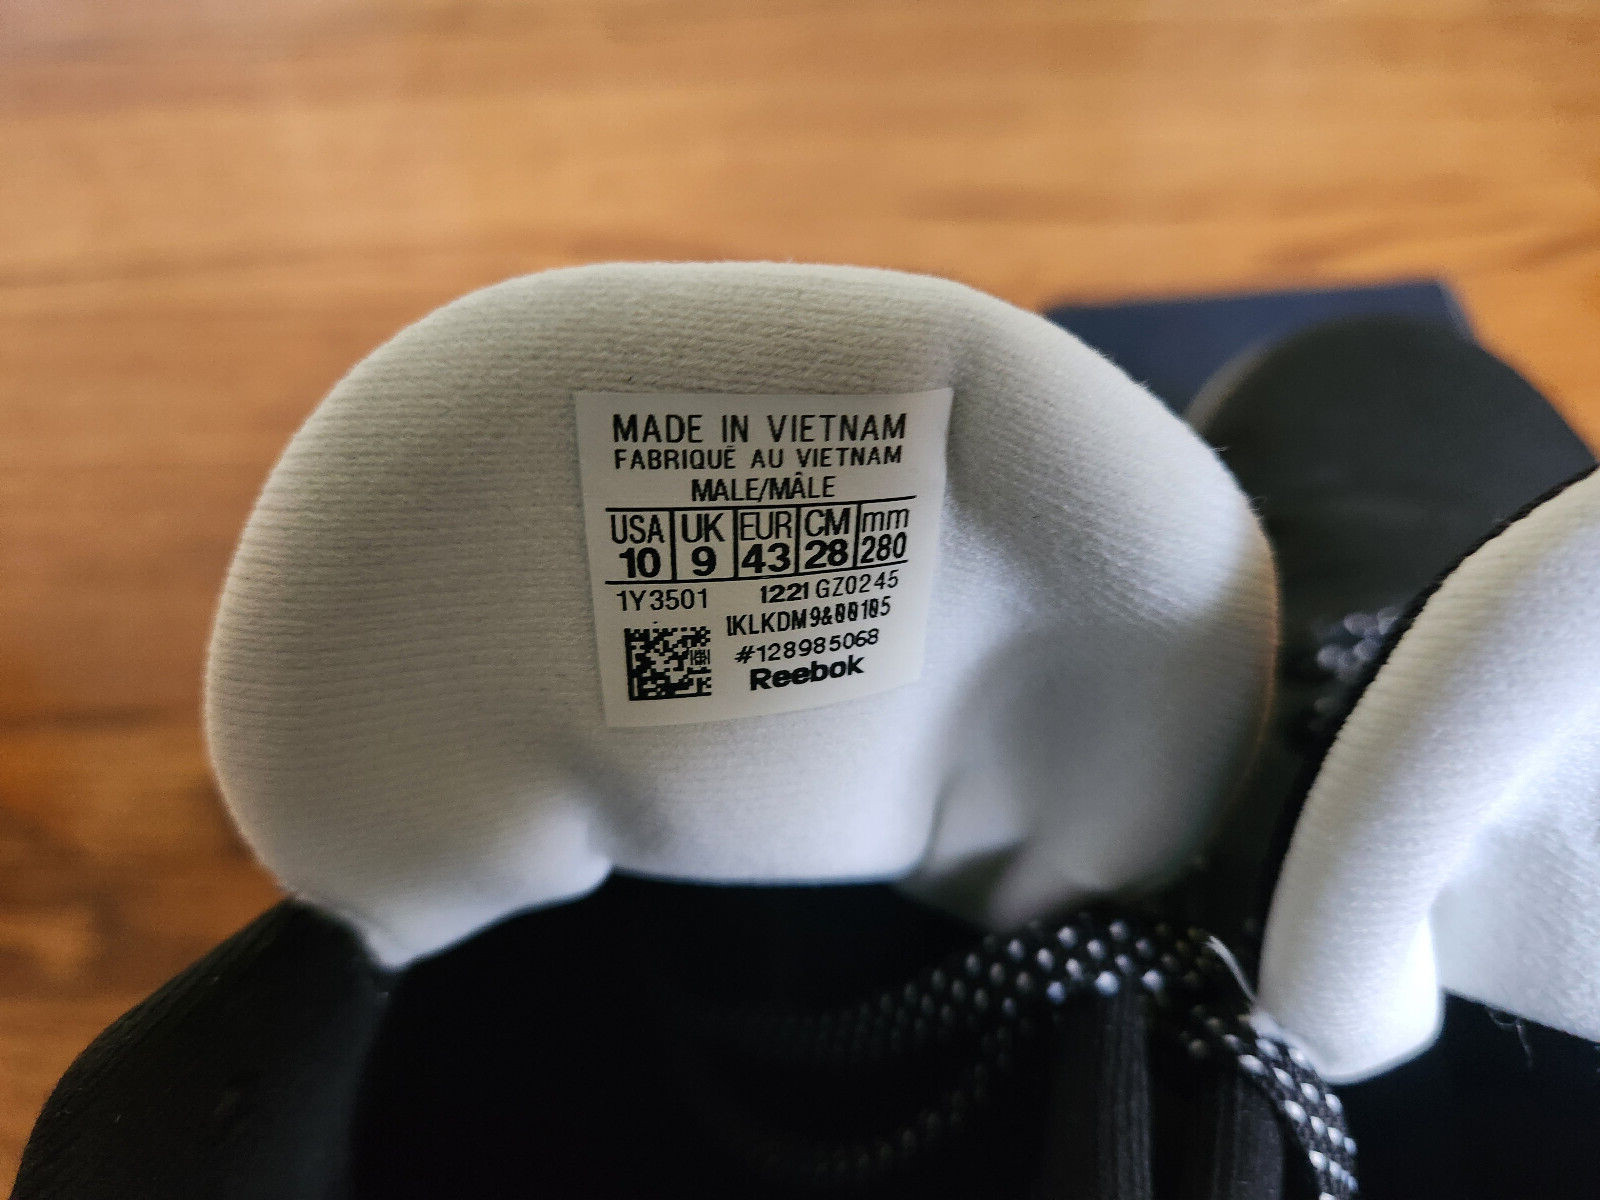 MADE IN VIETNAM
FABRIQUÉ AU VIETNAM
MALE/MÂLE
USA UK EUR CM mm
10 9 43 28 280
1Y3501 1221 GZ0245
#128985068
Reebok